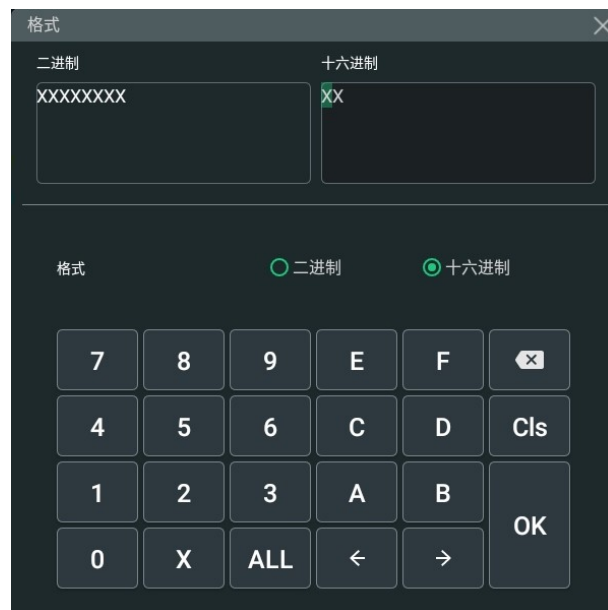 格式
二进制 十六进制
XXXXXXXX XX
格式 二进制 十六进制
7 8 9 E F
4 5 6 C D Cls
1 2 3 A B
OK
0 X ALL ← →